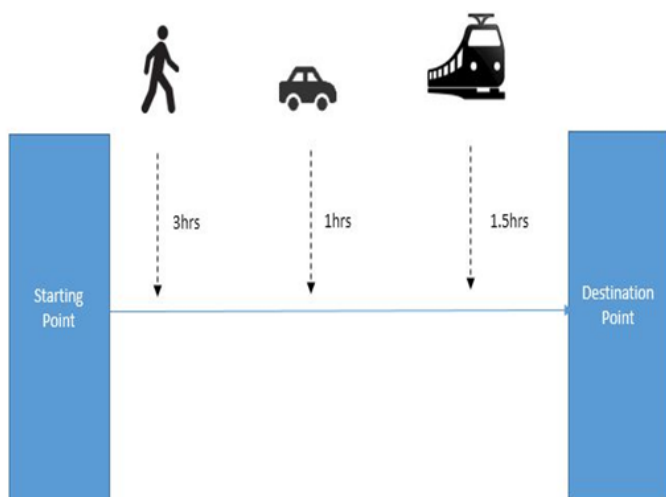 3hrs
1hrs
1.5hrs
Starting
Point
Destination
Point